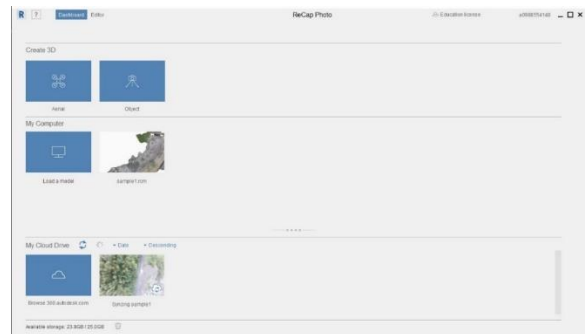 R ? Dashboard Editor ReCap Photo Education license
Create 3D
Aerial Object
My Computer
Load a model sample1.rcm
My Cloud Drive Date Descending
Browse 360.autodesk.com Syncing sample1
Available storage: 23.8GB / 25.0GB